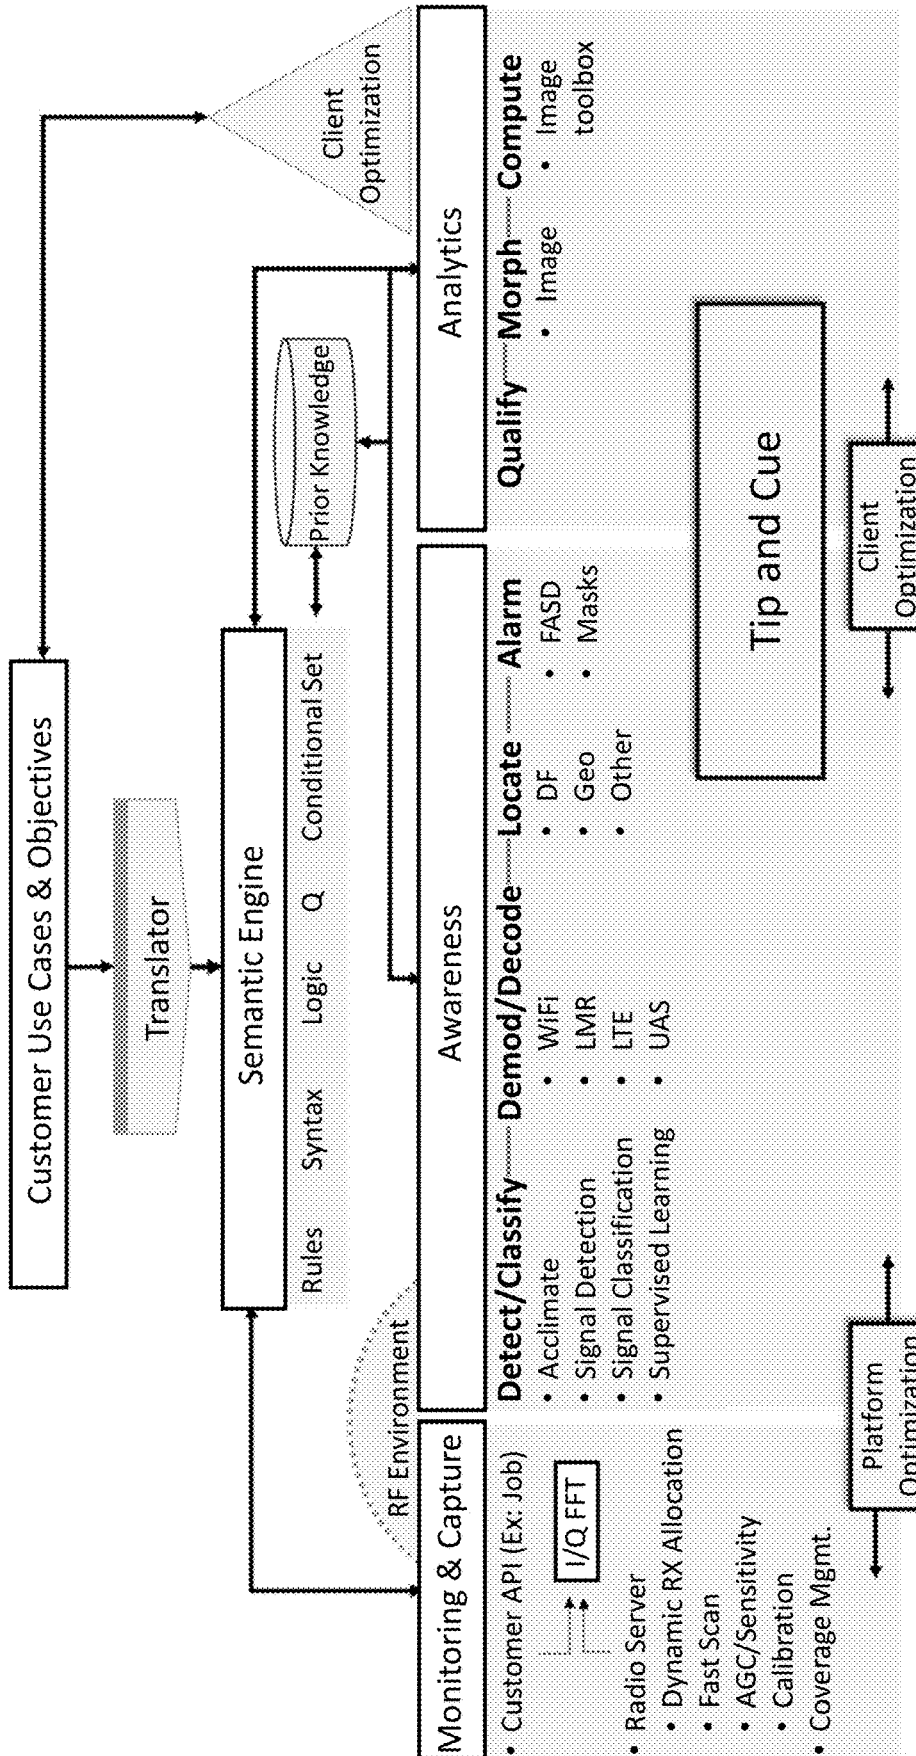 Customer Use Cases & Objectives
Translator
Semantic Engine
Rules Syntax Logic Q Conditional Set
Prior Knowledge
Client
Optimization
RF Environment
Monitoring & Capture
Awareness
Analytics
• Customer API (Ex: Job)
I/Q FFT
• Radio Server
• Dynamic RX Allocation
• Fast Scan
• AGC/Sensitivity
• Calibration
• Coverage Mgmt.
Detect/Classify Demod/Decode Locate Alarm
• Acclimate
• Signal Detection
• Signal Classification
• Supervised Learning
• WiFi
• LMR
• LTE
• UAS
• DF
• Geo
• Other
• FASD
• Masks
Qualify Morph Compute
• Image
• Image
toolbox
Tip and Cue
Platform
Optimization
Client
Optimization